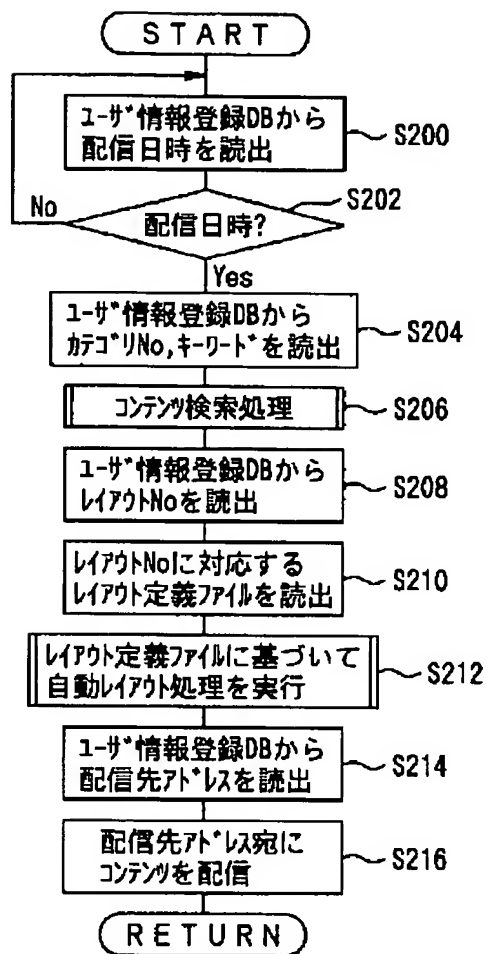 START
ユーザ情報登録DBから
配信日時を読出
S200
S202
No
配信日時?
Yes
ユーザ情報登録DBから
カテゴリNo,キーワードを読出
S204
コンテンツ検索処理
S206
ユーザ情報登録DBから
レイアウトNoを読出
S208
レイアウトNoに対応する
レイアウト定義ファイルを読出
S210
レイアウト定義ファイルに基づいて
自動レイアウト処理を実行
S212
ユーザ情報登録DBから
配信先アドレスを読出
S214
配信先アドレス宛に
コンテンツを配信
S216
RETURN